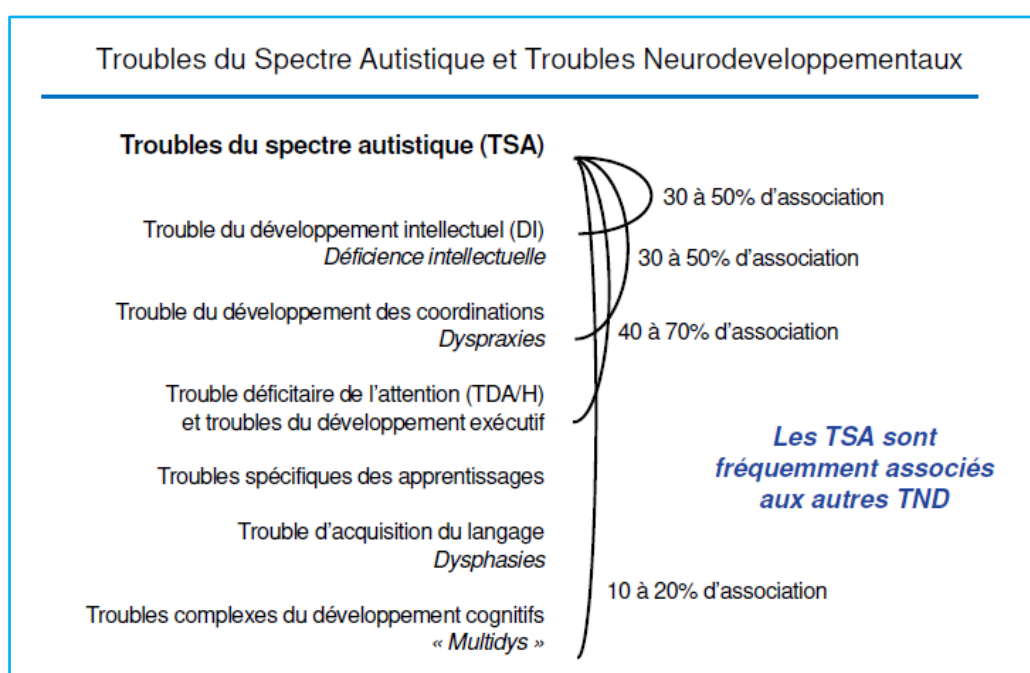 Troubles du Spectre Autistique et Troubles Neurodeveloppementaux
Troubles du spectre autistique (TSA)
30 à 50% d’association
Trouble du développement intellectuel (DI)
Déficience intellectuelle
30 à 50% d’association
Trouble du développement des coordinations
Dyspraxies
40 à 70% d’association
Trouble déficitaire de l’attention (TDA/H)
et troubles du développement exécutif
Les TSA sont
fréquemment associés
aux autres TND
Troubles spécifiques des apprentissages
Trouble d’acquisition du langage
Dysphasies
10 à 20% d’association
Troubles complexes du développement cognitifs
« Multidys »